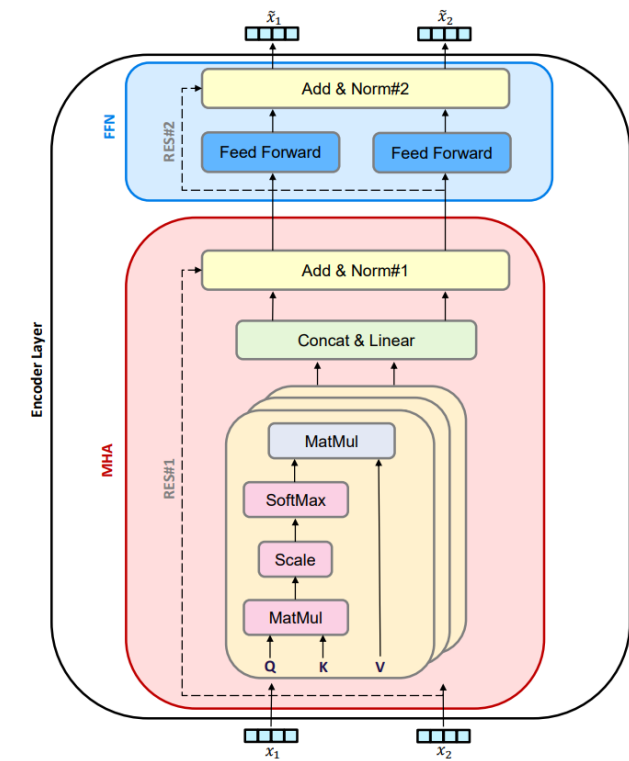 x̃₁ x̃₂
Add & Norm#2
FFN
RES#2
Feed Forward Feed Forward
Add & Norm#1
Concat & Linear
Encoder Layer
MHA
RES#1
MatMul
SoftMax
Scale
MatMul
Q K V
x₁ x₂